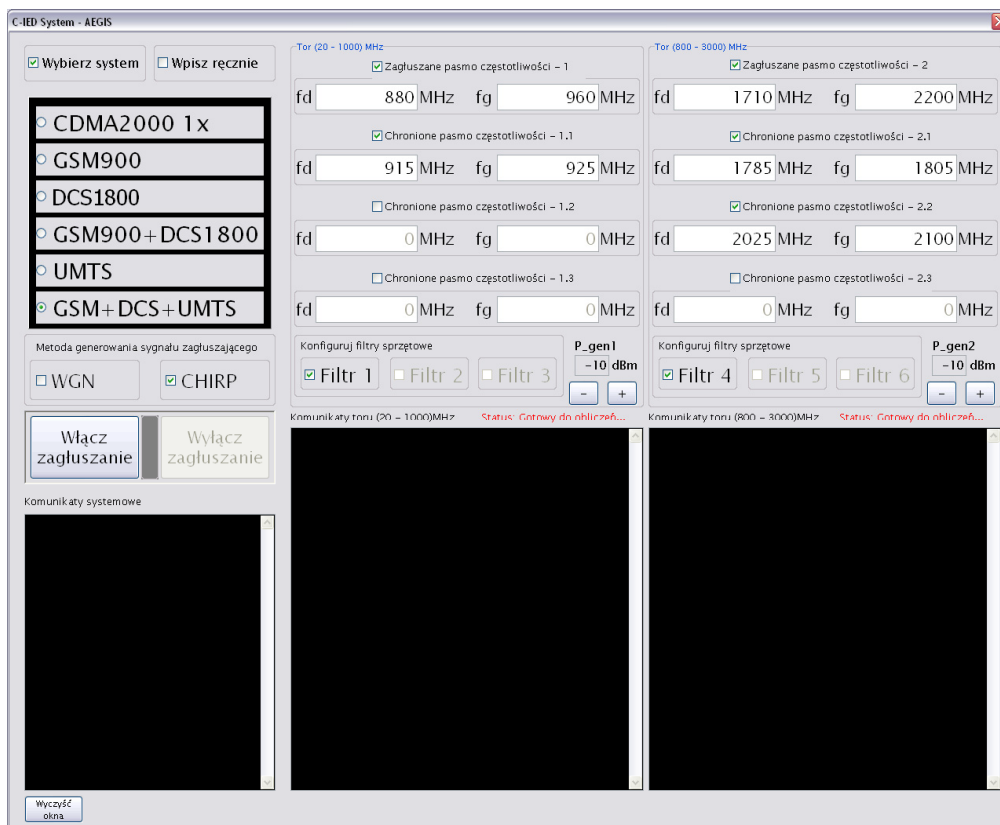 C-IED System - AEGIS
Wybierz system
Wpisz ręcznie
CDMA2000 1x
GSM900
DCS1800
GSM900+DCS1800
UMTS
GSM+DCS+UMTS
Metoda generowania sygnału zagłuszającego
WGN
CHIRP
Włącz
zagłuszanie
Wyłącz
zagłuszanie
Komunikaty systemowe
Wyczyść
okna
Tor (20 - 1000) MHz
Zagłuszane pasmo częstotliwości - 1
fd 880 MHz fg 960 MHz
Chronione pasmo częstotliwości - 1.1
fd 915 MHz fg 925 MHz
Chronione pasmo częstotliwości - 1.2
fd 0 MHz fg 0 MHz
Chronione pasmo częstotliwości - 1.3
fd 0 MHz fg 0 MHz
Konfiguruj filtry sprzętowe
Filtr 1 Filtr 2 Filtr 3
P_gen1
-10 dBm
- +
Komunikaty toru (20 - 1000)MHz Status: Gotowy do obliczeń...
Tor (800 - 3000) MHz
Zagłuszane pasmo częstotliwości - 2
fd 1710 MHz fg 2200 MHz
Chronione pasmo częstotliwości - 2.1
fd 1785 MHz fg 1805 MHz
Chronione pasmo częstotliwości - 2.2
fd 2025 MHz fg 2100 MHz
Chronione pasmo częstotliwości - 2.3
fd 0 MHz fg 0 MHz
Konfiguruj filtry sprzętowe
Filtr 4 Filtr 5 Filtr 6
P_gen2
-10 dBm
- +
Komunikaty toru (800 - 3000)MHz Status: Gotowy do obliczeń...